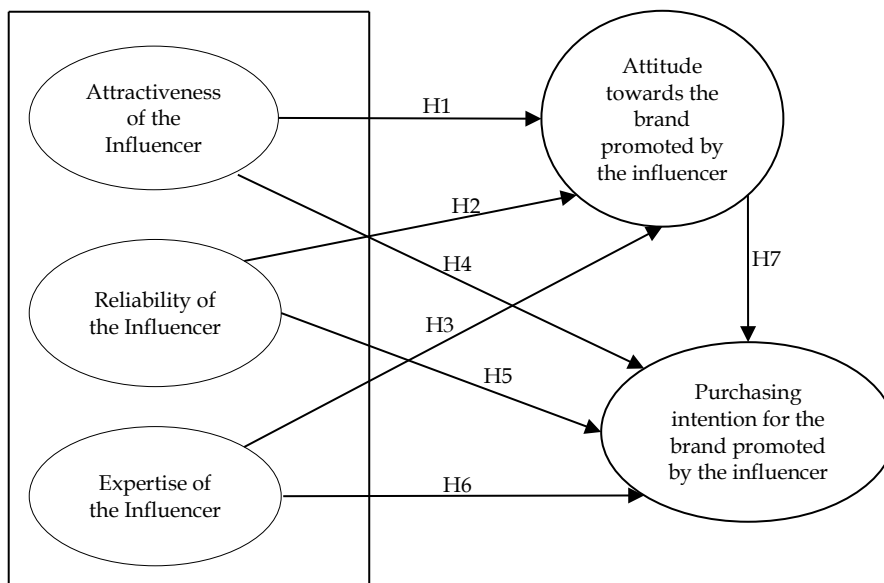 Attractiveness
of the
Influencer
H1
Attitude
towards the
brand
promoted by
the influencer
H2
H4
H7
Reliability of
the Influencer
H3
H5
Purchasing
intention for the
brand promoted
by the influencer
Expertise of
the Influencer
H6